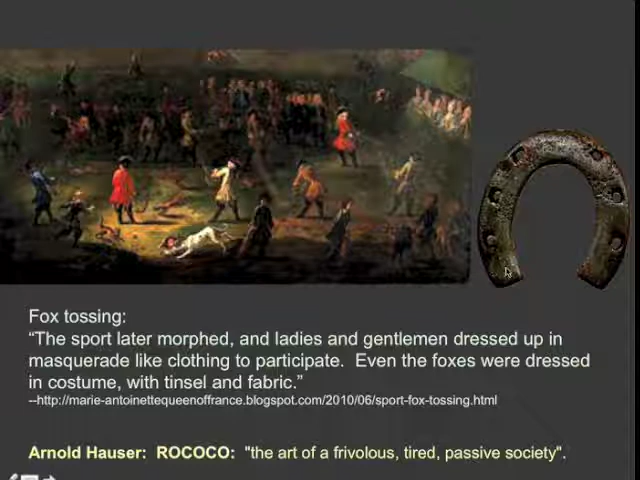 Fox tossing:
“The sport later morphed, and ladies and gentlemen dressed up in
masquerade like clothing to participate.  Even the foxes were dressed
in costume, with tinsel and fabric.”
--http://marie-antoinettequeenoffrance.blogspot.com/2010/06/sport-fox-tossing.html
Arnold Hauser:  ROCOCO:  "the art of a frivolous, tired, passive society".